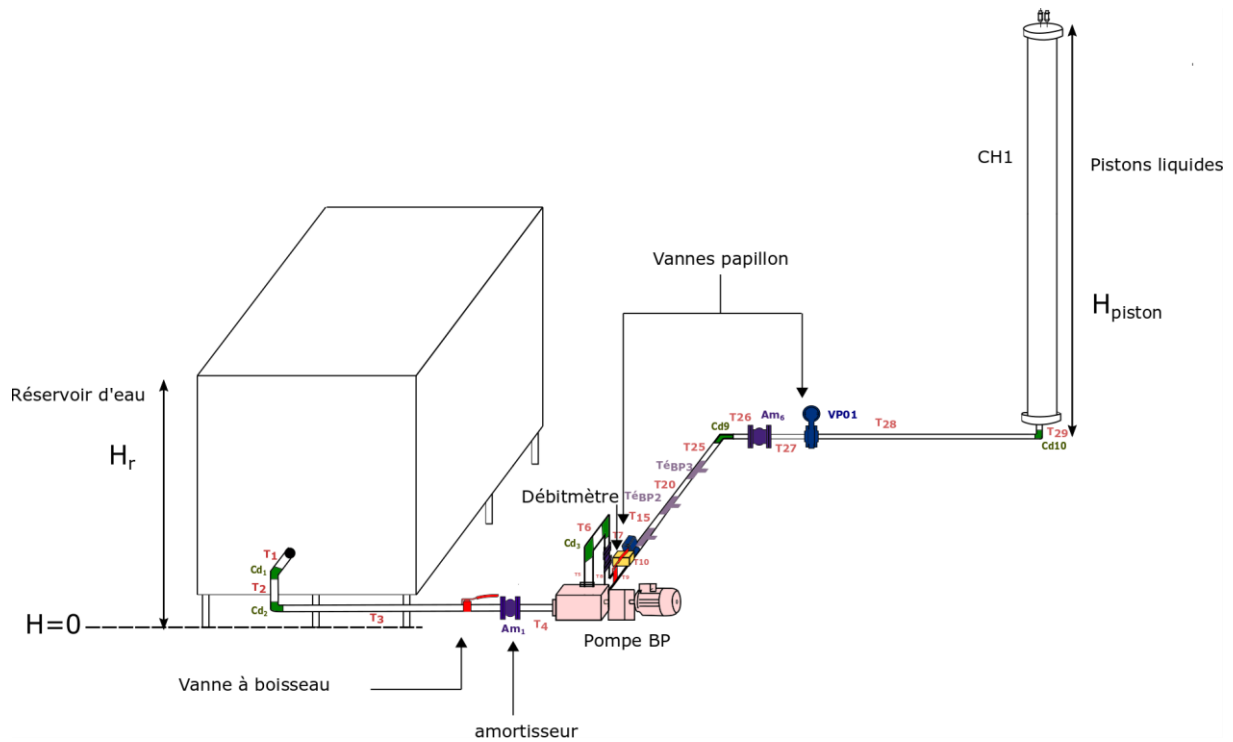 CH1
Pistons liquides
Vannes papillon
H_piston
Réservoir d'eau
H_r
T26
Am6
VP01
Cd9
T28
T29
T25
T27
Cd10
TéBP3
T20
Débitmètre
TéBP2
T15
T6
T7
Cd3
T1
T10
Cd1
T2
Cd2
T3
Am1
T4
H=0
Pompe BP
Vanne à boisseau
amortisseur